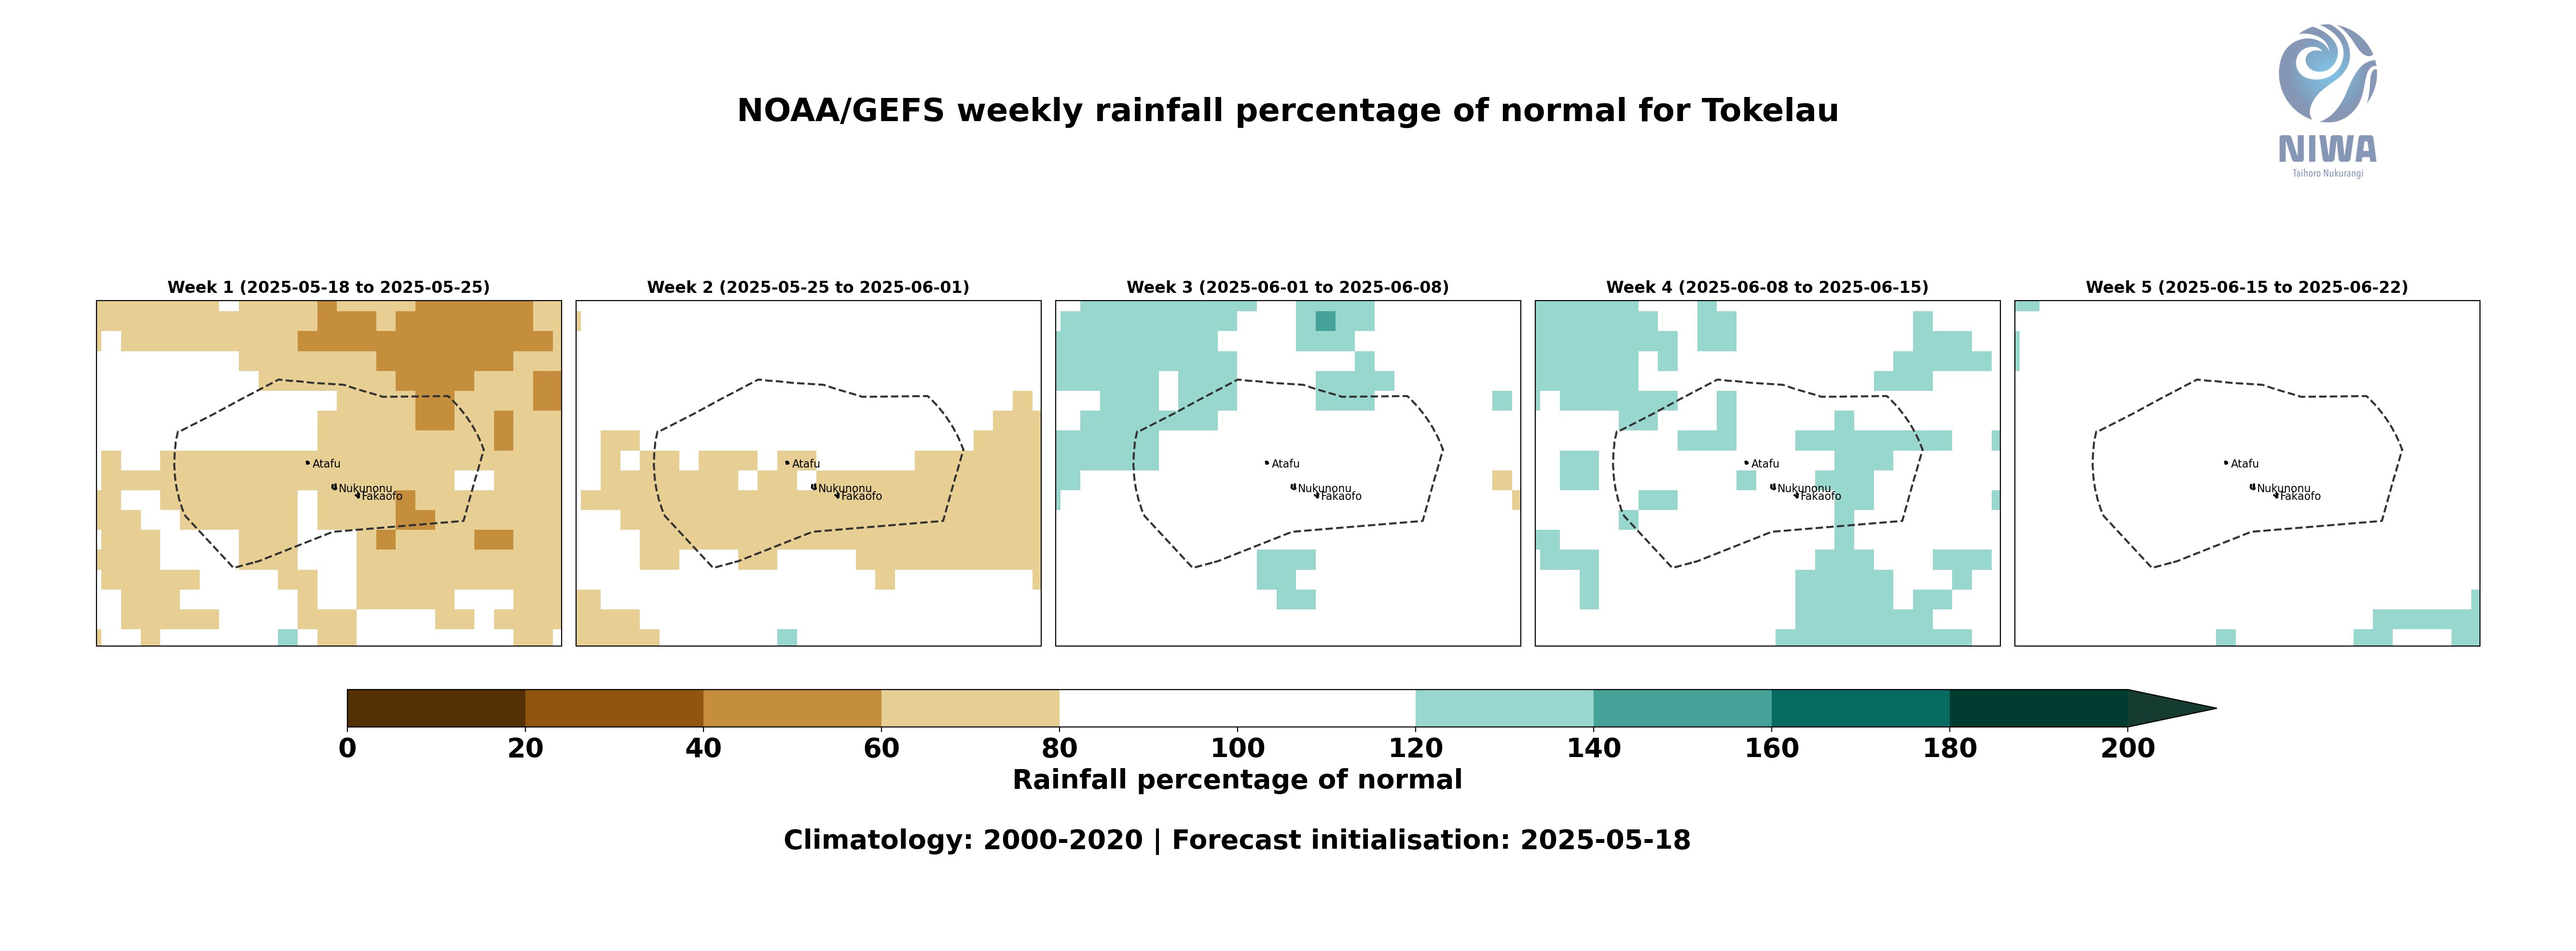 NOAA/GEFS weekly rainfall percentage of normal for Tokelau
NIWA
Taihoro Nukurangi
Week 1 (2025-05-18 to 2025-05-25)
Week 2 (2025-05-25 to 2025-06-01)
Week 3 (2025-06-01 to 2025-06-08)
Week 4 (2025-06-08 to 2025-06-15)
Week 5 (2025-06-15 to 2025-06-22)
Atafu
Nukunonu
Fakaofo
Atafu
Nukunonu
Fakaofo
Atafu
Nukunonu
Fakaofo
Atafu
Nukunonu
Fakaofo
Atafu
Nukunonu
Fakaofo
0 20 40 60 80 100 120 140 160 180 200
Rainfall percentage of normal
Climatology: 2000-2020 | Forecast initialisation: 2025-05-18